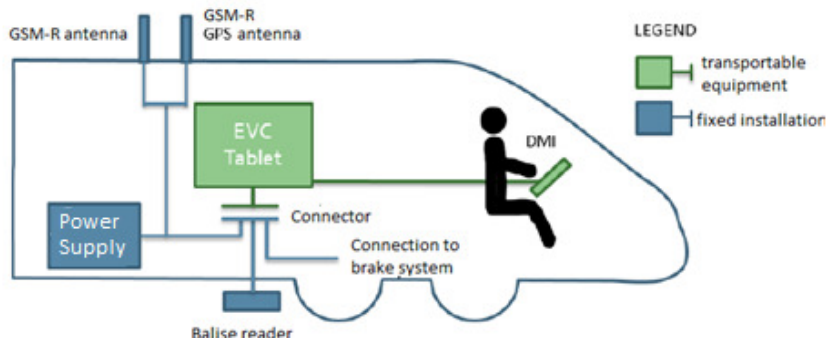 GSM-R antenna
GSM-R
GPS antenna
LEGEND
transportable
equipment
fixed installation
EVC
Tablet
DMI
Power
Supply
Connector
Connection to
brake system
Balise reader